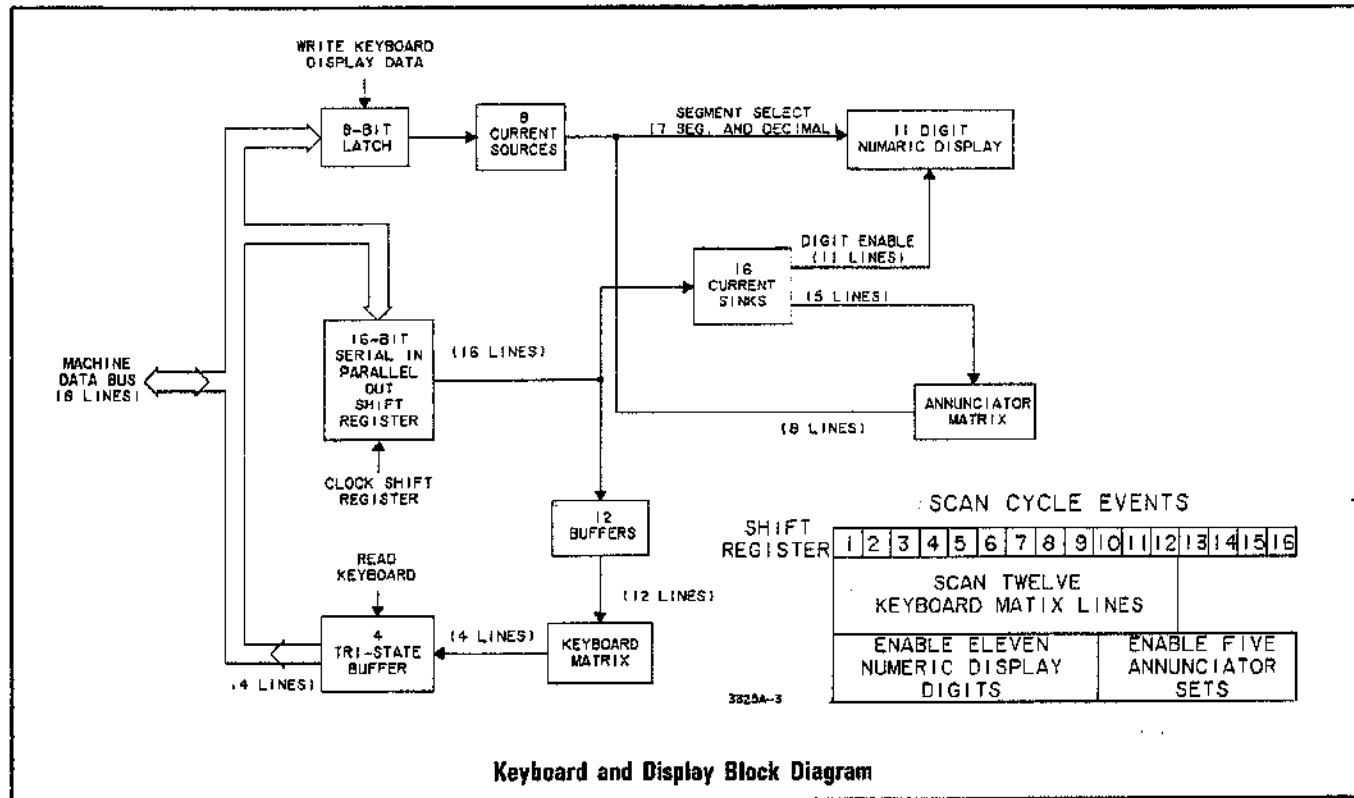 WRITE KEYBOARD
DISPLAY DATA
8-BIT
LATCH
8
CURRENT
SOURCES
SEGMENT SELECT
(7 SEG. AND DECIMAL)
11 DIGIT
NUMARIC DISPLAY
DIGIT ENABLE
(11 LINES)
16
CURRENT
SINKS
(5 LINES)
16-BIT
SERIAL IN
PARALLEL
OUT
SHIFT
REGISTER
(16 LINES)
MACHINE
DATA BUS
(8 LINES)
ANNUNCIATOR
MATRIX
(8 LINES)
CLOCK SHIFT
REGISTER
12
BUFFERS
READ
KEYBOARD
(12 LINES)
4
TRI-STATE
BUFFER
(4 LINES)
KEYBOARD
MATRIX
(4 LINES)
SCAN CYCLE EVENTS
SHIFT
REGISTER
1 2 3 4 5 6 7 8 9 10 11 12 13 14 15 16
SCAN TWELVE
KEYBOARD MATIX LINES
ENABLE ELEVEN
NUMERIC DISPLAY
DIGITS
ENABLE FIVE
ANNUNCIATOR
SETS
3325A-3
Keyboard and Display Block Diagram